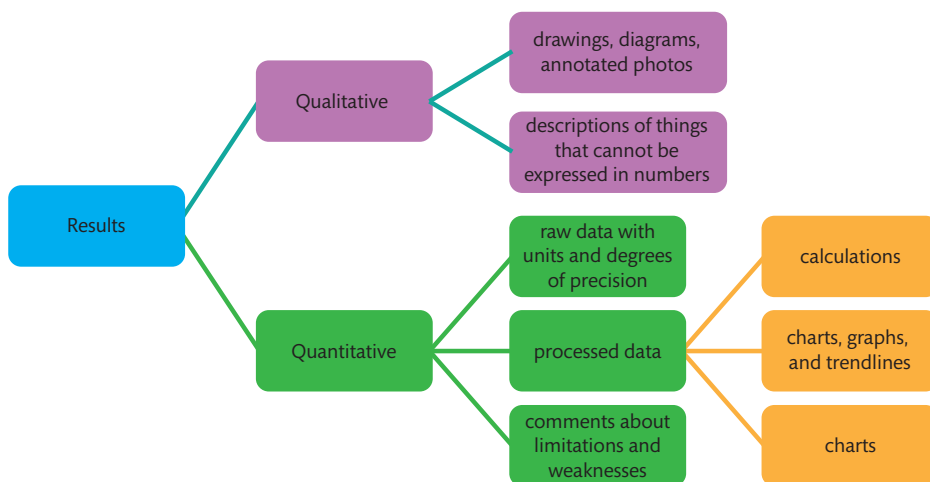 drawings, diagrams,
annotated photos
Qualitative
descriptions of things
that cannot be
expressed in numbers
Results
raw data with
units and degrees
of precision
calculations
Quantitative
processed data
charts, graphs,
and trendlines
comments about
limitations and
weaknesses
charts